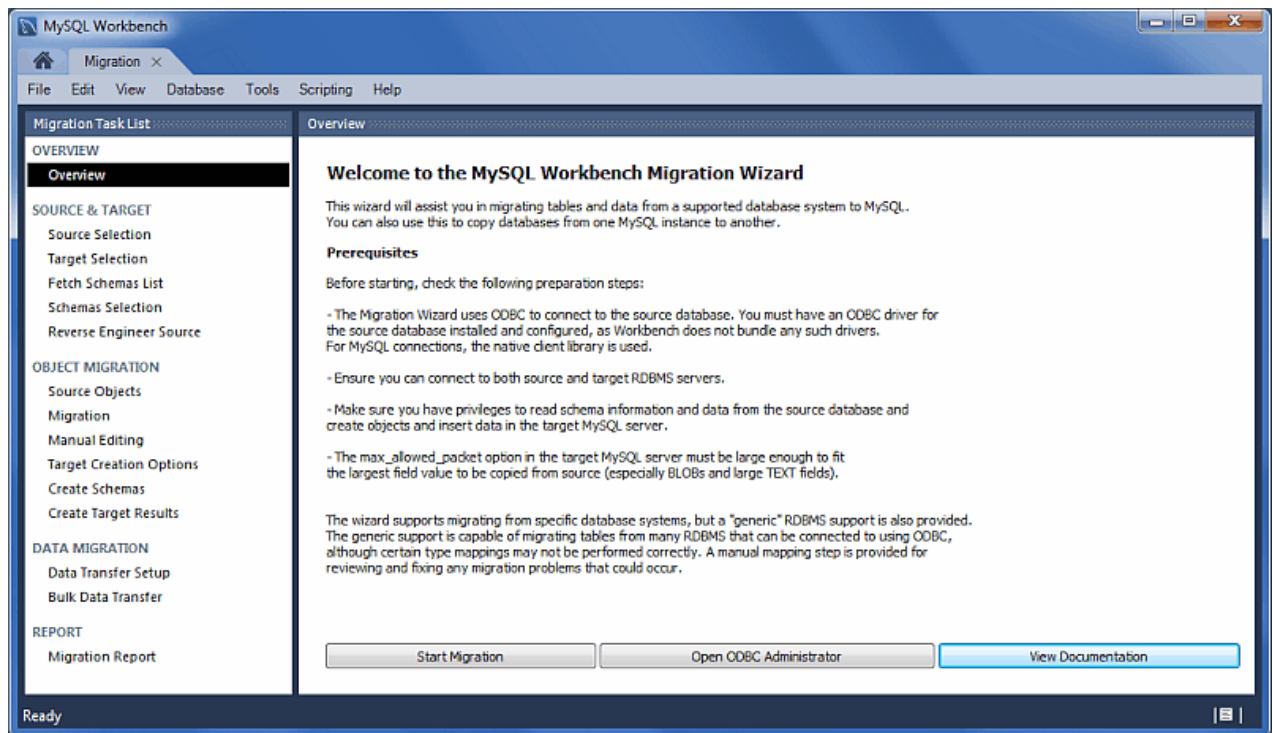 MySQL Workbench
Migration ×
File Edit View Database Tools Scripting Help
Migration Task List
OVERVIEW
Overview
SOURCE & TARGET
Source Selection
Target Selection
Fetch Schemas List
Schemas Selection
Reverse Engineer Source
OBJECT MIGRATION
Source Objects
Migration
Manual Editing
Target Creation Options
Create Schemas
Create Target Results
DATA MIGRATION
Data Transfer Setup
Bulk Data Transfer
REPORT
Migration Report
Overview
Welcome to the MySQL Workbench Migration Wizard
This wizard will assist you in migrating tables and data from a supported database system to MySQL.
You can also use this to copy databases from one MySQL instance to another.
Prerequisites
Before starting, check the following preparation steps:
- The Migration Wizard uses ODBC to connect to the source database. You must have an ODBC driver for
the source database installed and configured, as Workbench does not bundle any such drivers.
For MySQL connections, the native client library is used.
- Ensure you can connect to both source and target RDBMS servers.
- Make sure you have privileges to read schema information and data from the source database and
create objects and insert data in the target MySQL server.
- The max_allowed_packet option in the target MySQL server must be large enough to fit
the largest field value to be copied from source (especially BLOBs and large TEXT fields).
The wizard supports migrating from specific database systems, but a "generic" RDBMS support is also provided.
The generic support is capable of migrating tables from many RDBMS that can be connected to using ODBC,
although certain type mappings may not be performed correctly. A manual mapping step is provided for
reviewing and fixing any migration problems that could occur.
Start Migration Open ODBC Administrator View Documentation
Ready